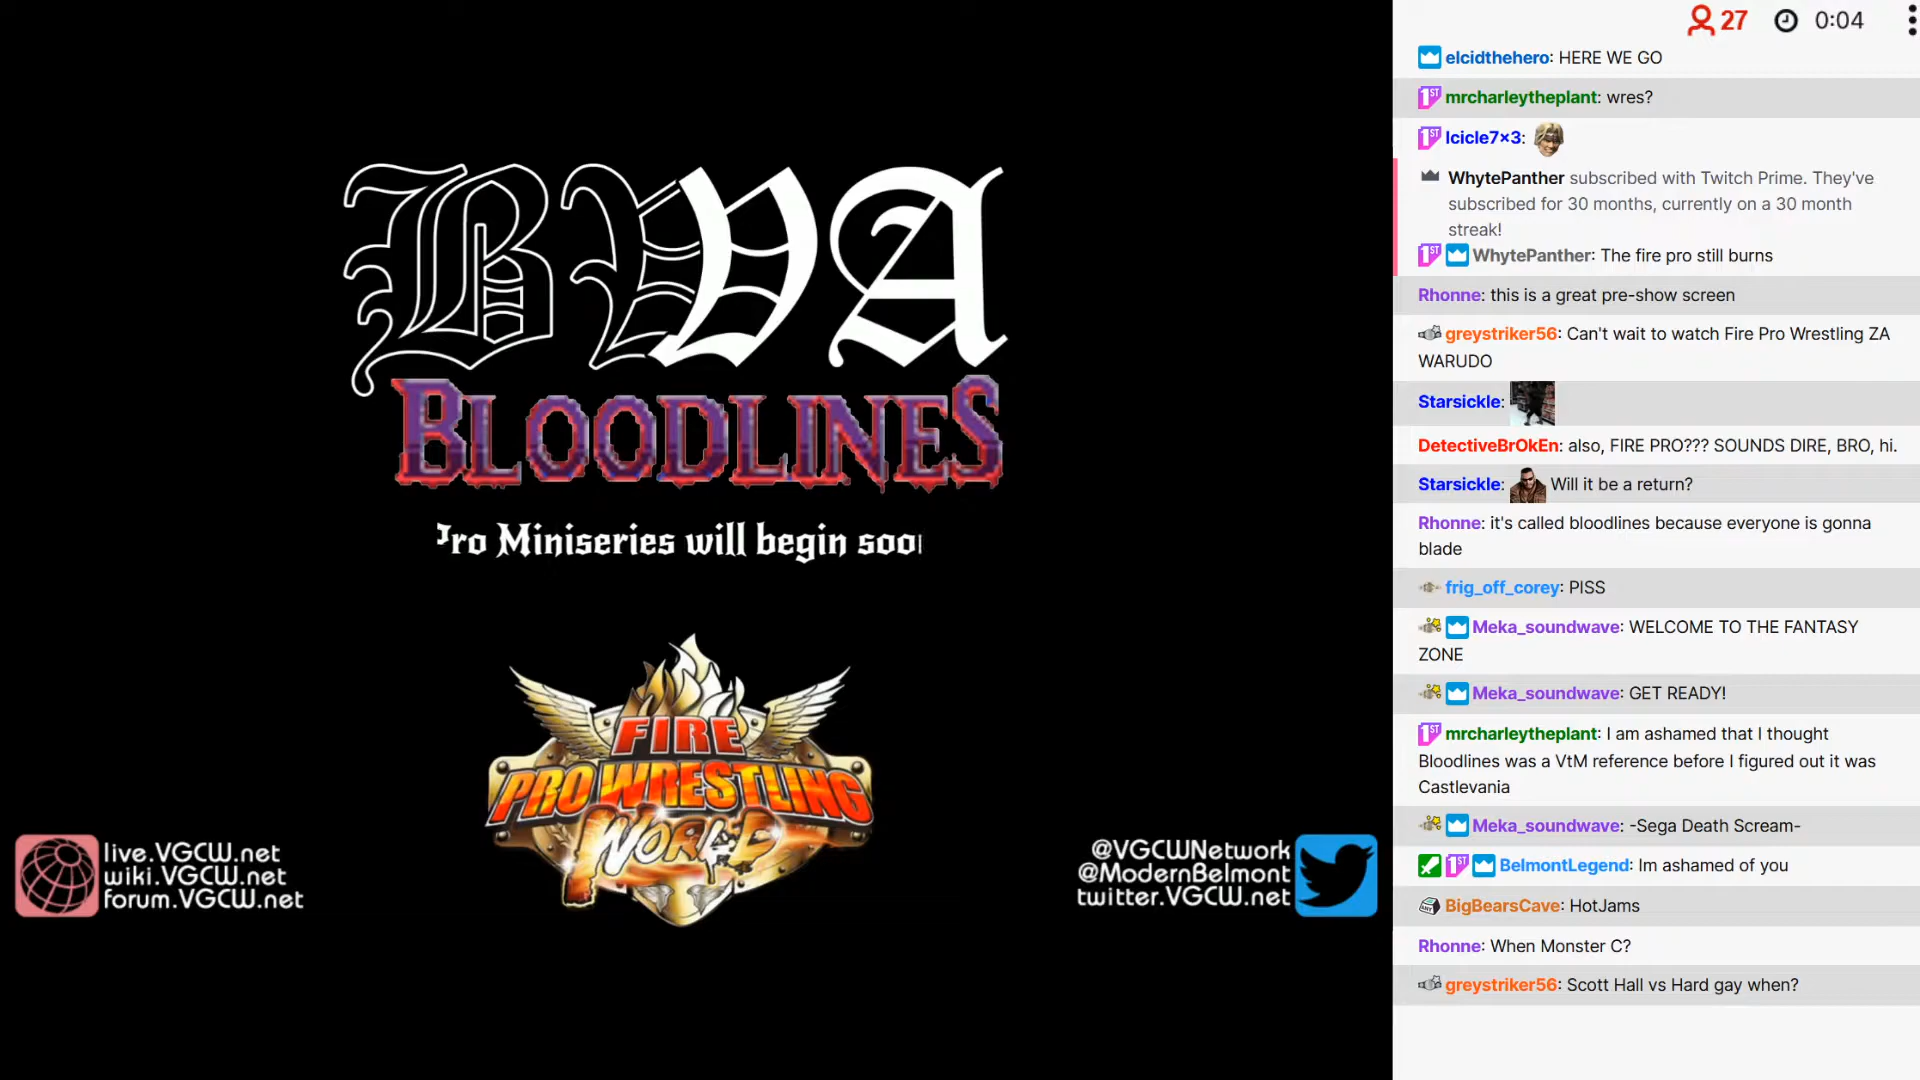 BWA
BLOODLINES
Pro Miniseries will begin soo
FIRE
PRO WRESTLING
WORLD
live.VGCW.net
wiki.VGCW.net
forum.VGCW.net
@VGCWNetwork
@ModernBelmont
twitter.VGCW.net
27 0:04
elcidthehero: HERE WE GO
mrcharleytheplant: wres?
Icicle7x3:
WhytePanther subscribed with Twitch Prime. They've
subscribed for 30 months, currently on a 30 month
streak!
WhytePanther: The fire pro still burns
Rhonne: this is a great pre-show screen
greystriker56: Can't wait to watch Fire Pro Wrestling ZA
WARUDO
Starsickle:
DetectiveBrOkEn: also, FIRE PRO??? SOUNDS DIRE, BRO, hi.
Starsickle: Will it be a return?
Rhonne: it's called bloodlines because everyone is gonna
blade
frig_off_corey: PISS
Meka_soundwave: WELCOME TO THE FANTASY
ZONE
Meka_soundwave: GET READY!
mrcharleytheplant: I am ashamed that I thought
Bloodlines was a VtM reference before I figured out it was
Castlevania
Meka_soundwave: -Sega Death Scream-
BelmontLegend: Im ashamed of you
BigBearsCave: HotJams
Rhonne: When Monster C?
greystriker56: Scott Hall vs Hard gay when?